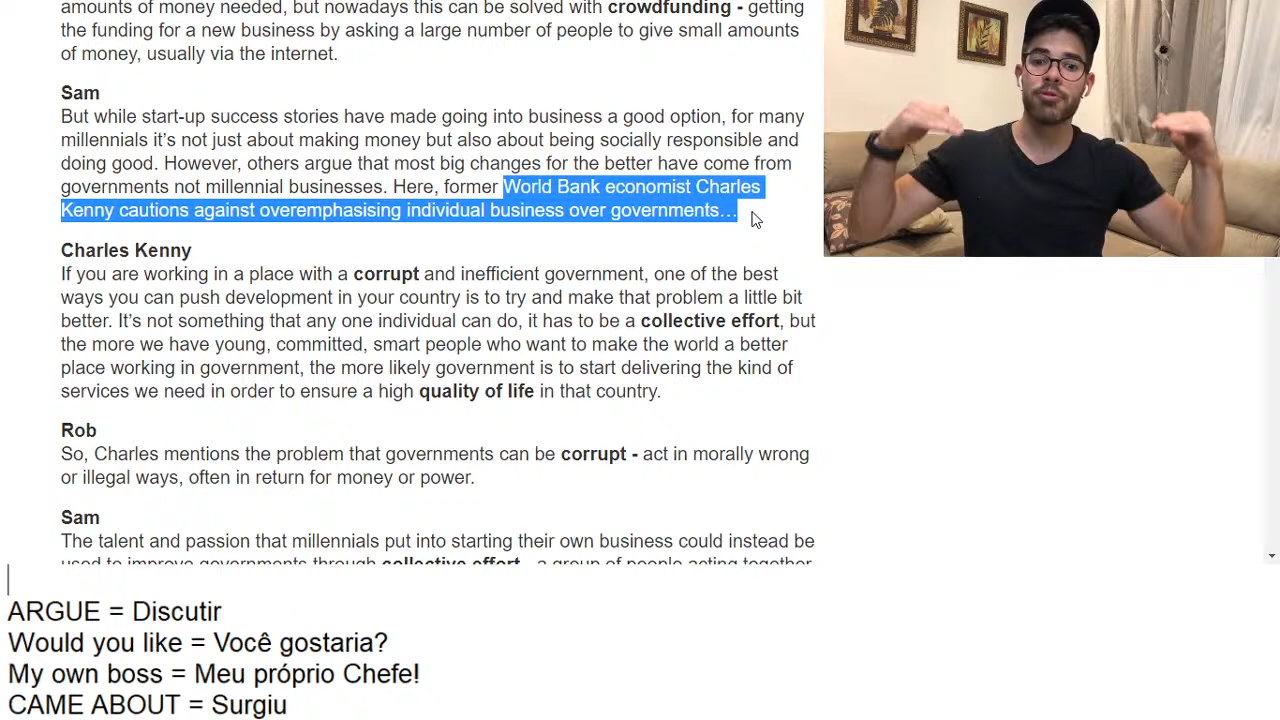 amounts of money needed, but nowadays this can be solved with crowdfunding - getting
the funding for a new business by asking a large number of people to give small amounts
of money, usually via the internet.
Sam
But while start-up success stories have made going into business a good option, for many
millennials it’s not just about making money but also about being socially responsible and
doing good. However, others argue that most big changes for the better have come from
governments not millennial businesses. Here, former World Bank economist Charles
Kenny cautions against overemphasising individual business over governments…
Charles Kenny
If you are working in a place with a corrupt and inefficient government, one of the best
ways you can push development in your country is to try and make that problem a little bit
better. It’s not something that any one individual can do, it has to be a collective effort, but
the more we have young, committed, smart people who want to make the world a better
place working in government, the more likely government is to start delivering the kind of
services we need in order to ensure a high quality of life in that country.
Rob
So, Charles mentions the problem that governments can be corrupt - act in morally wrong
or illegal ways, often in return for money or power.
Sam
The talent and passion that millennials put into starting their own business could instead be
used to improve governments through collective effort - a group of people acting together
ARGUE = Discutir
Would you like = Você gostaria?
My own boss = Meu próprio Chefe!
CAME ABOUT = Surgiu